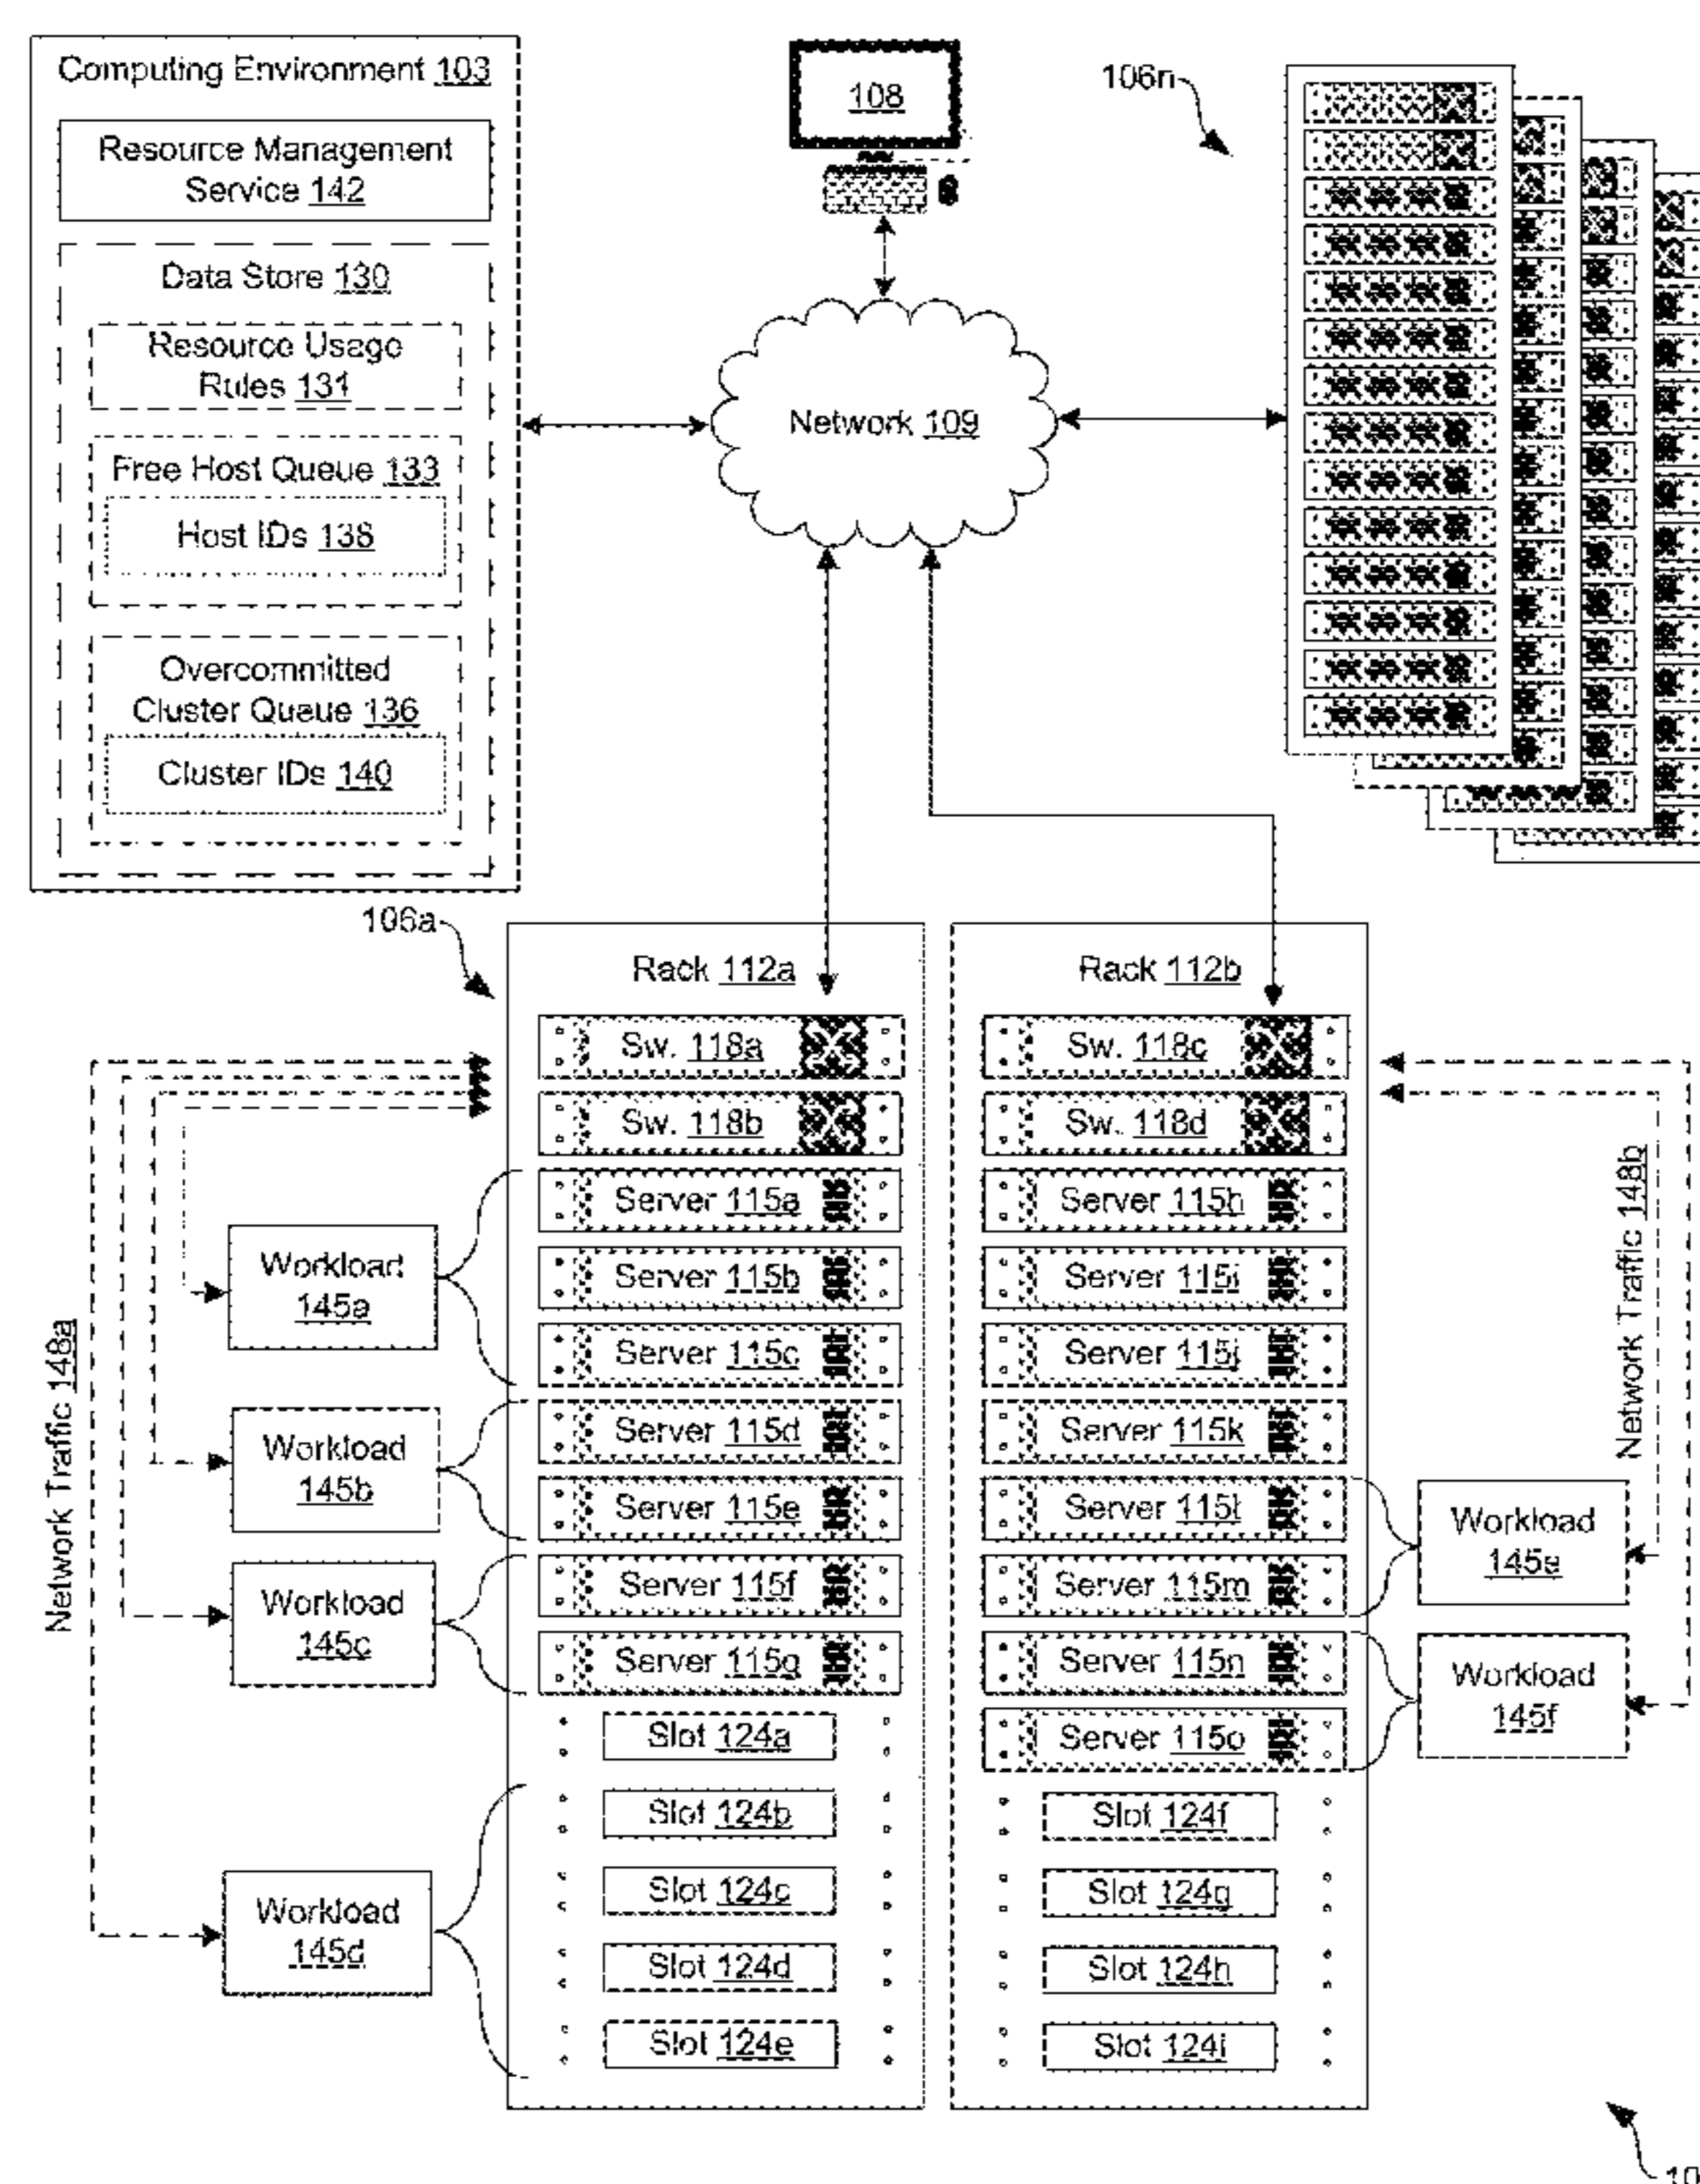 Computing Environment 103
Resource Management
Service 142
Data Store 130
Resource Usage
Rules 131
Free Host Queue 133
Host IDs 138
Overcommitted
Cluster Queue 136
Cluster IDs 140
108
Network 109
106n
106a
Rack 112a
Sw. 118a
Sw. 118b
Server 115a
Server 115b
Server 115c
Server 115d
Server 115e
Server 115f
Server 115g
Slot 124a
Slot 124b
Slot 124c
Slot 124d
Slot 124e
Rack 112b
Sw. 118c
Sw. 118d
Server 115h
Server 115i
Server 115j
Server 115k
Server 115l
Server 115m
Server 115n
Server 115o
Slot 124f
Slot 124g
Slot 124h
Slot 124i
Network Traffic 148a
Workload
145a
Workload
145b
Workload
145c
Workload
145d
Network Traffic 148b
Workload
145e
Workload
145f